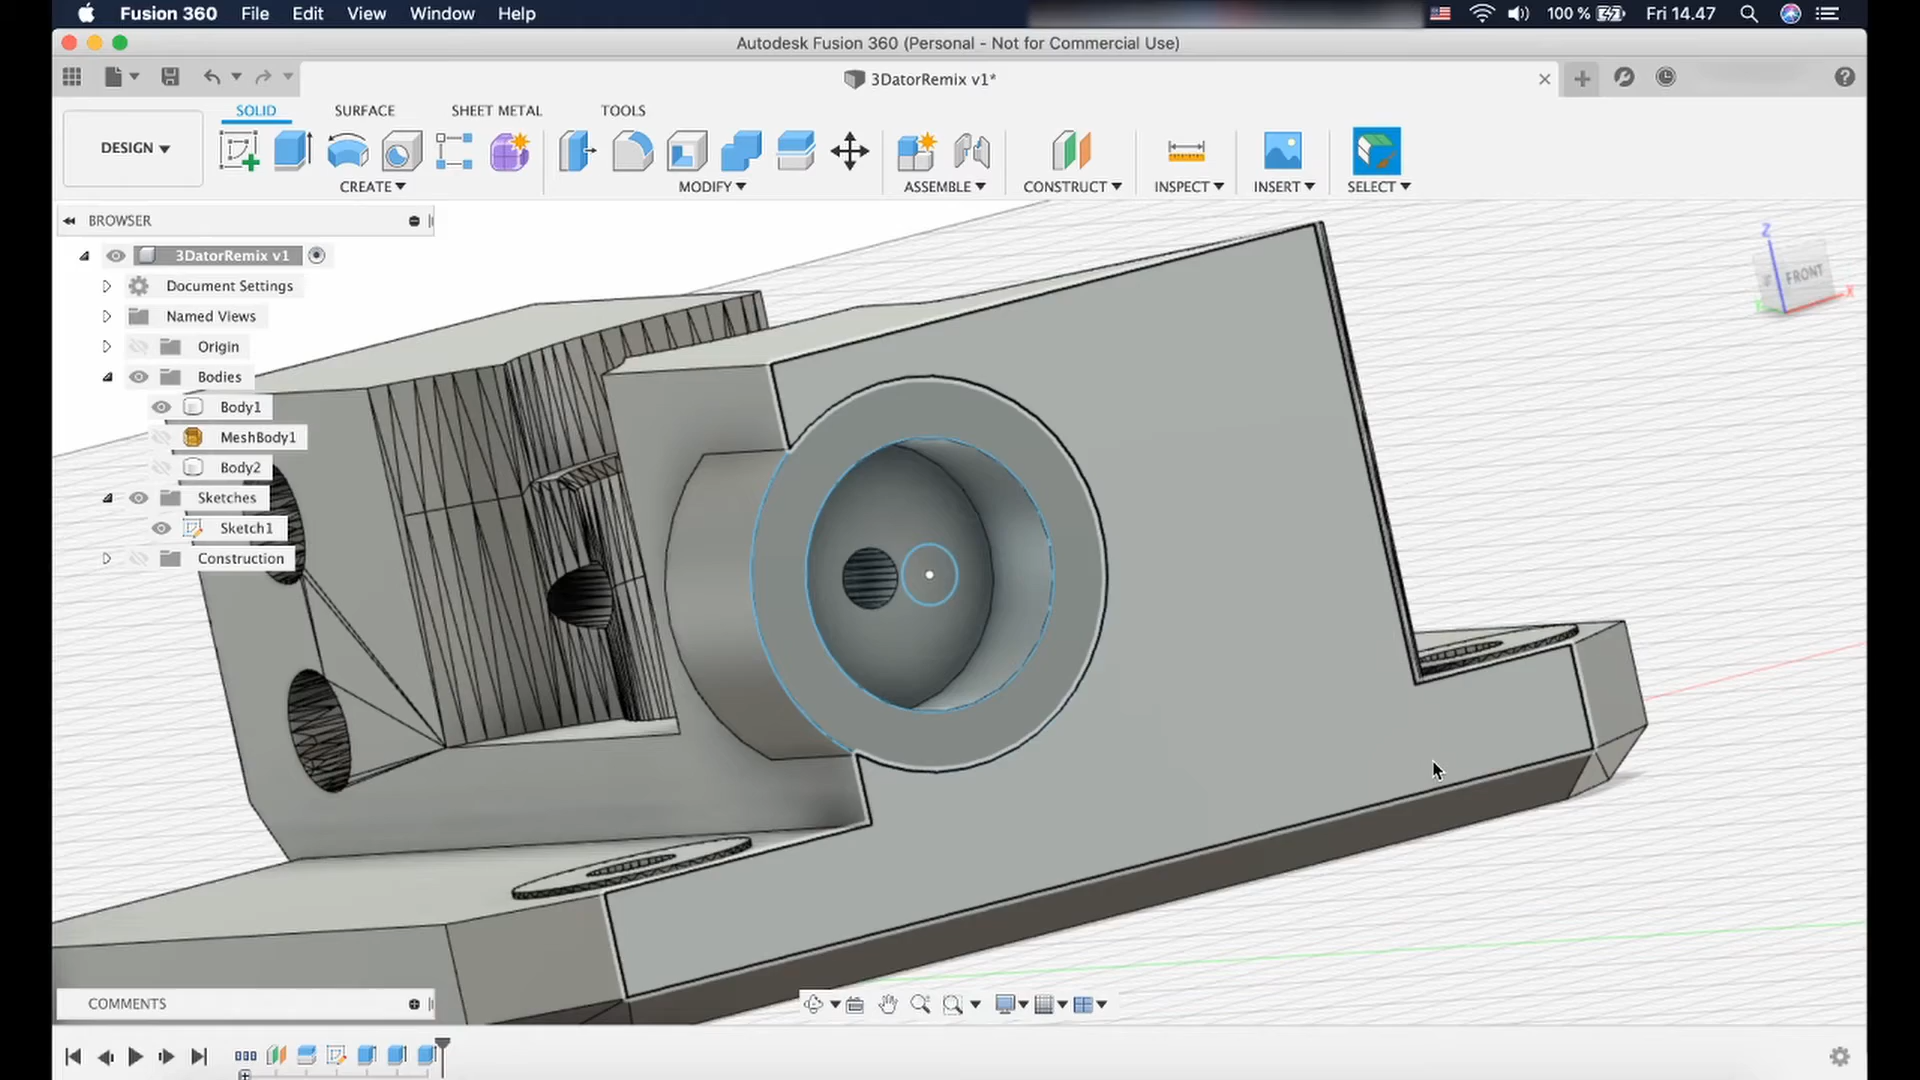 Fusion 360 File Edit View Window Help 100 % Fri 14.47
Autodesk Fusion 360 (Personal - Not for Commercial Use)
3DatorRemix v1*
SOLID SURFACE SHEET METAL TOOLS
DESIGN
CREATE MODIFY ASSEMBLE CONSTRUCT INSPECT INSERT SELECT
BROWSER
3DatorRemix v1
Document Settings
Named Views
Origin
Bodies
Body1
MeshBody1
Body2
Sketches
Sketch1
Construction
Z
FRONT
X
COMMENTS